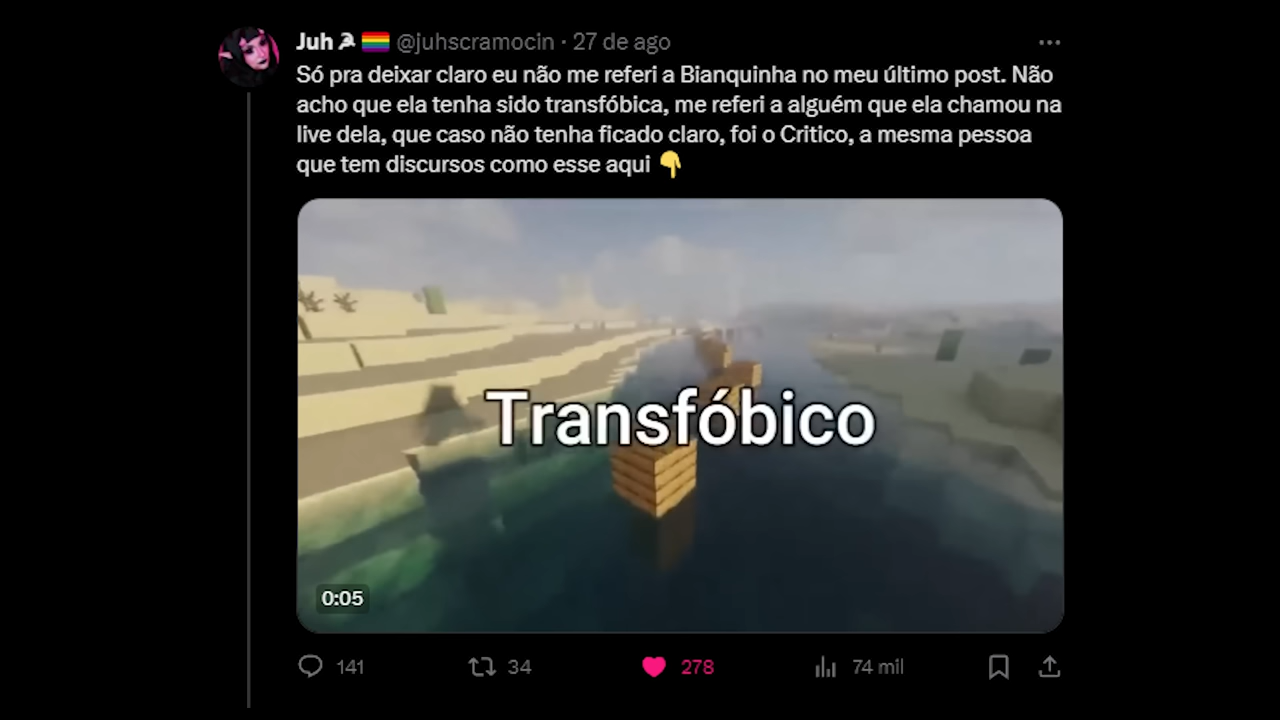 Juh ☭ 🏳️‍🌈 @juhscramocin · 27 de ago
Só pra deixar claro eu não me referi a Bianquinha no meu último post. Não
acho que ela tenha sido transfóbica, me referi a alguém que ela chamou na
live dela, que caso não tenha ficado claro, foi o Critico, a mesma pessoa
que tem discursos como esse aqui 👇
Transfóbico
0:05
141 34 278 74 mil